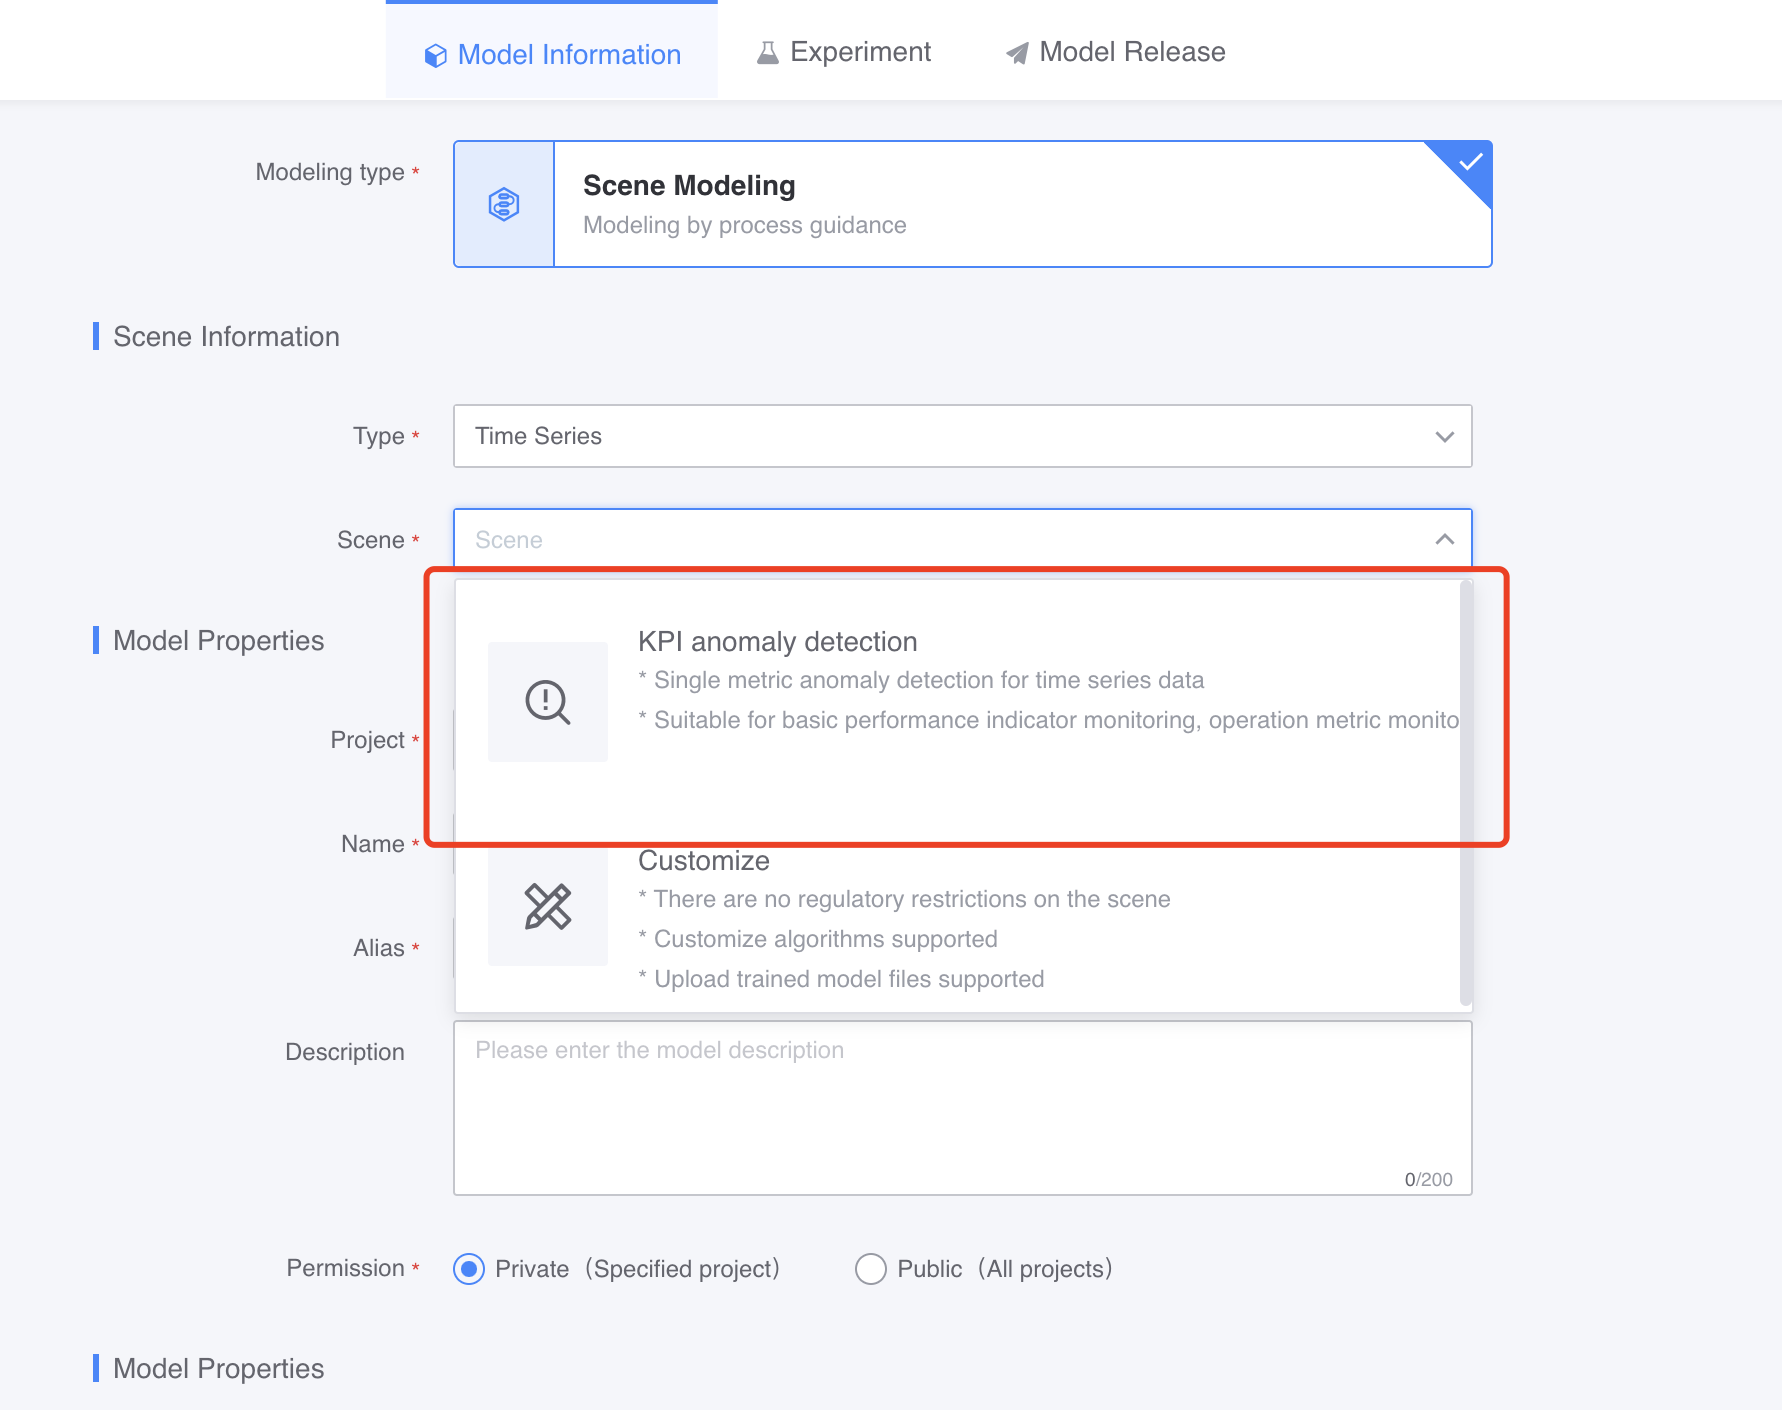 Model Information
Experiment
Model Release
Modeling type *
Scene Modeling
Modeling by process guidance
Scene Information
Type *
Time Series
Scene *
Scene
KPI anomaly detection
* Single metric anomaly detection for time series data
* Suitable for basic performance indicator monitoring, operation metric monito
Model Properties
Project *
Name *
Customize
* There are no regulatory restrictions on the scene
* Customize algorithms supported
* Upload trained model files supported
Alias *
Description
Please enter the model description
0/200
Permission *
Private（Specified project）
Public（All projects）
Model Properties